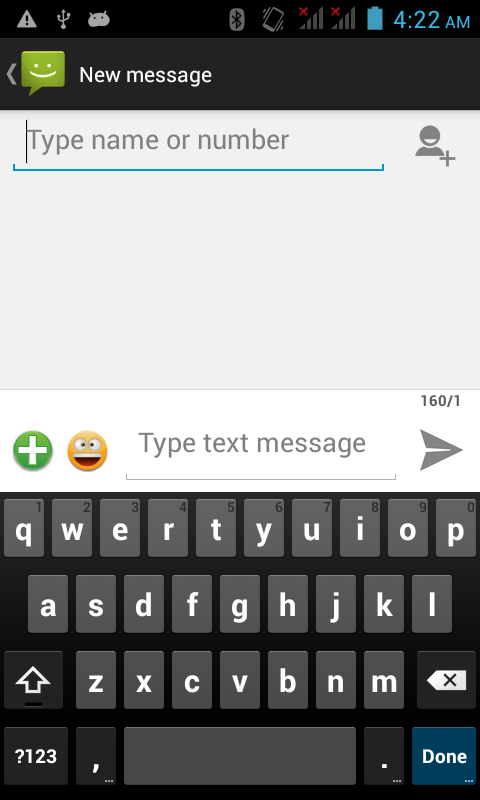 4:22 AM
New message
Type name or number
160/1
Type text message
1 2 3 4 5 6 7 8 9 0
q w e r t y u i o p
a s d f g h j k l
z x c v b n m
?123 , ... . ... Done ...